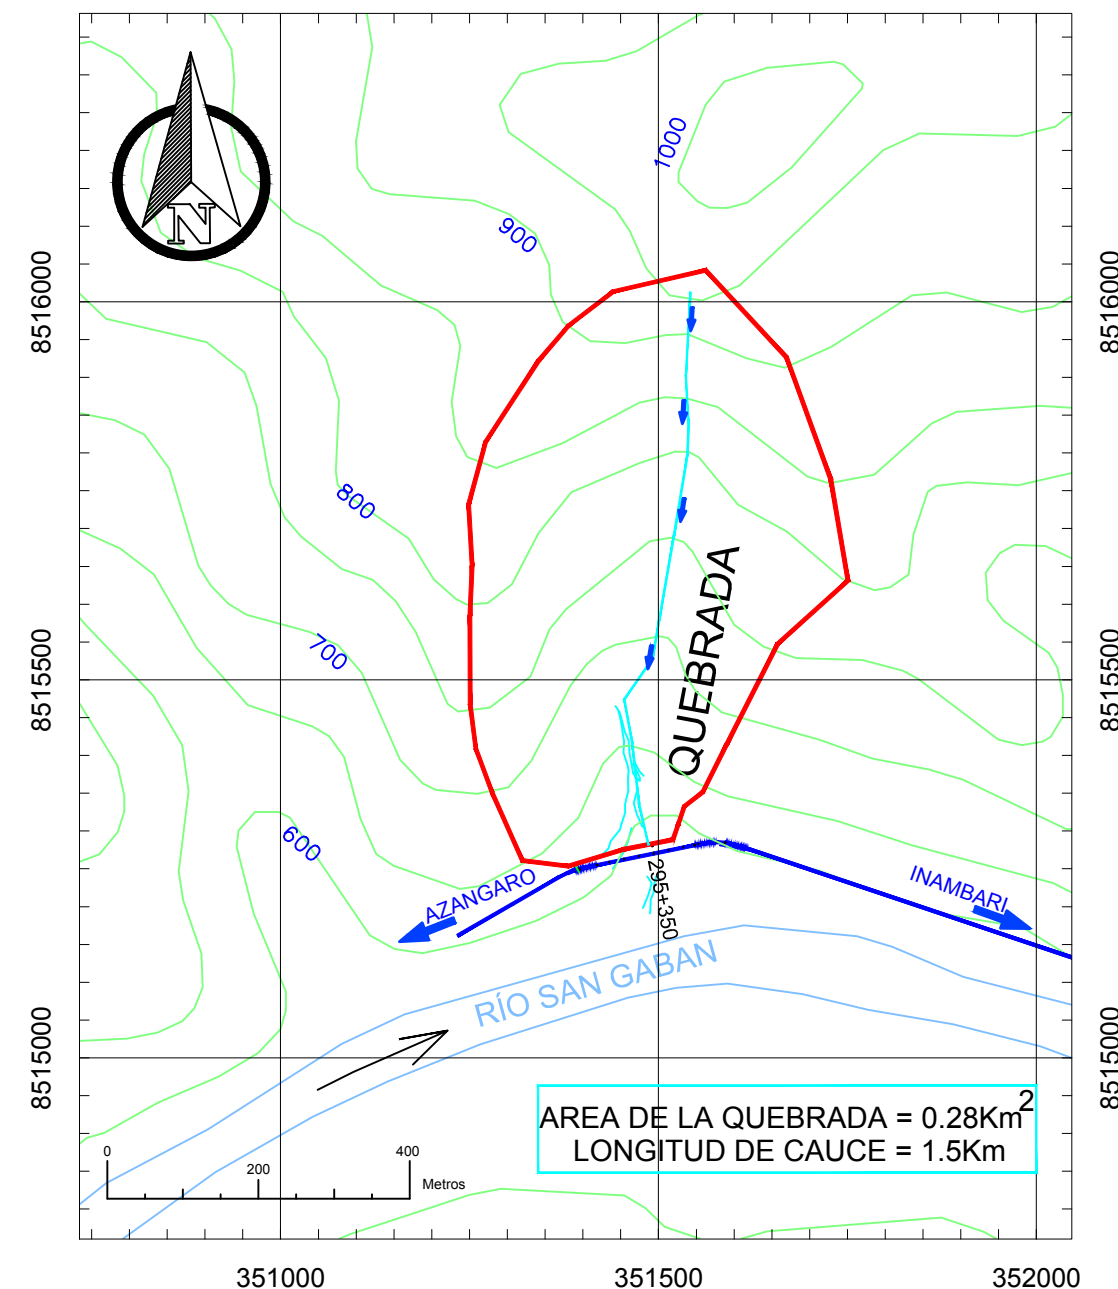 N
1000
900
800
700
600
8516000
8516000
8515500
8515500
8515000
8515000
QUEBRADA
AZANGARO
295+350
INAMBARI
RÍO SAN GABAN
AREA DE LA QUEBRADA = 0.28Km2
LONGITUD DE CAUCE = 1.5Km
0
200
400
Metros
351000
351500
352000